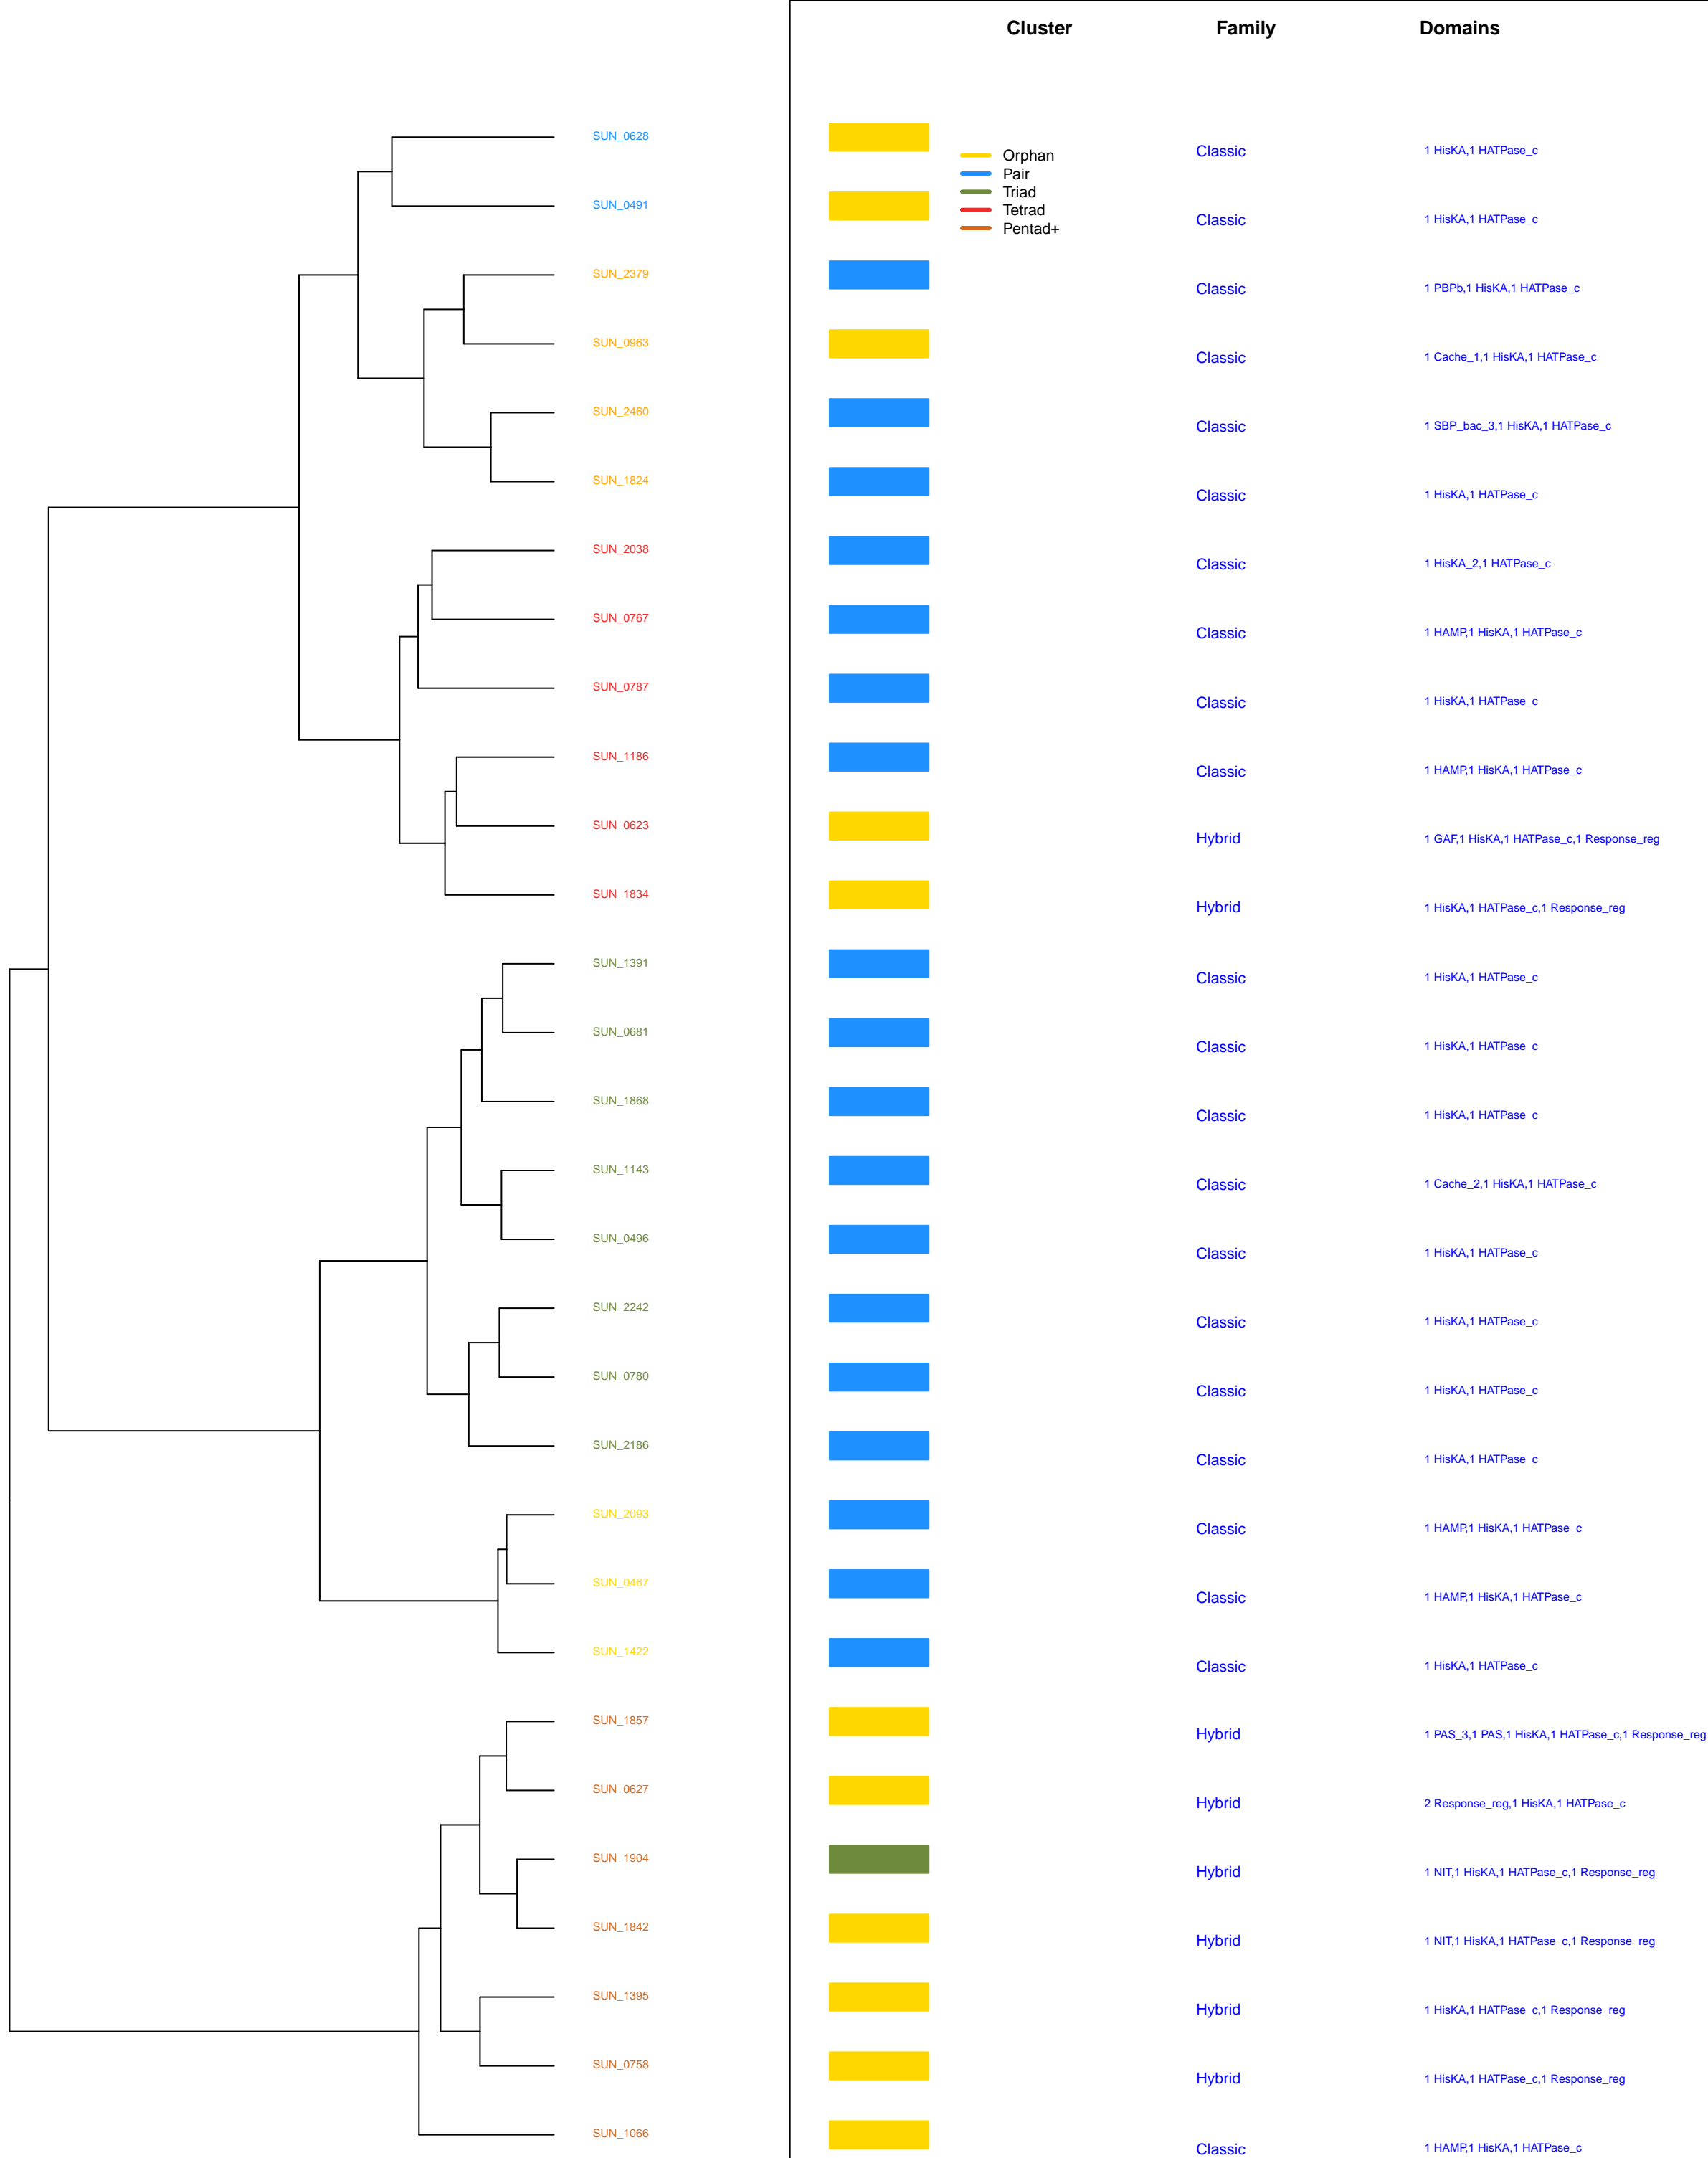 Cluster Family Domains
SUN_0628 Classic 1 HisKA,1 HATPase_c
Orphan
Pair
Triad
Tetrad
Pentad+
SUN_0491 Classic 1 HisKA,1 HATPase_c
SUN_2379 Classic 1 PBPb,1 HisKA,1 HATPase_c
SUN_0963 Classic 1 Cache_1,1 HisKA,1 HATPase_c
SUN_2460 Classic 1 SBP_bac_3,1 HisKA,1 HATPase_c
SUN_1824 Classic 1 HisKA,1 HATPase_c
SUN_2038 Classic 1 HisKA_2,1 HATPase_c
SUN_0767 Classic 1 HAMP,1 HisKA,1 HATPase_c
SUN_0787 Classic 1 HisKA,1 HATPase_c
SUN_1186 Classic 1 HAMP,1 HisKA,1 HATPase_c
SUN_0623 Hybrid 1 GAF,1 HisKA,1 HATPase_c,1 Response_reg
SUN_1834 Hybrid 1 HisKA,1 HATPase_c,1 Response_reg
SUN_1391 Classic 1 HisKA,1 HATPase_c
SUN_0681 Classic 1 HisKA,1 HATPase_c
SUN_1868 Classic 1 HisKA,1 HATPase_c
SUN_1143 Classic 1 Cache_2,1 HisKA,1 HATPase_c
SUN_0496 Classic 1 HisKA,1 HATPase_c
SUN_2242 Classic 1 HisKA,1 HATPase_c
SUN_0780 Classic 1 HisKA,1 HATPase_c
SUN_2186 Classic 1 HisKA,1 HATPase_c
SUN_2093 Classic 1 HAMP,1 HisKA,1 HATPase_c
SUN_0467 Classic 1 HAMP,1 HisKA,1 HATPase_c
SUN_1422 Classic 1 HisKA,1 HATPase_c
SUN_1857 Hybrid 1 PAS_3,1 PAS,1 HisKA,1 HATPase_c,1 Response_reg
SUN_0627 Hybrid 2 Response_reg,1 HisKA,1 HATPase_c
SUN_1904 Hybrid 1 NIT,1 HisKA,1 HATPase_c,1 Response_reg
SUN_1842 Hybrid 1 NIT,1 HisKA,1 HATPase_c,1 Response_reg
SUN_1395 Hybrid 1 HisKA,1 HATPase_c,1 Response_reg
SUN_0758 Hybrid 1 HisKA,1 HATPase_c,1 Response_reg
SUN_1066 Classic 1 HAMP,1 HisKA,1 HATPase_c